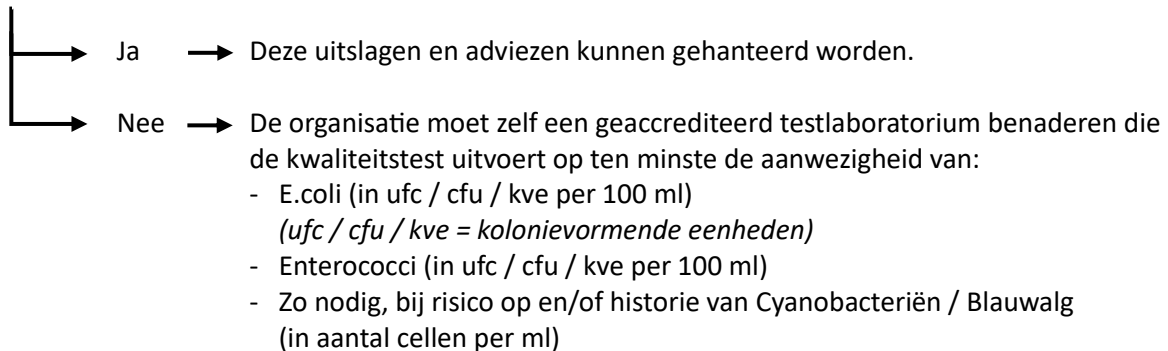 Ja Deze uitslagen en adviezen kunnen gehanteerd worden.
Nee De organisatie moet zelf een geaccrediteerd testlaboratorium benaderen die
de kwaliteitstest uitvoert op ten minste de aanwezigheid van:
- E.coli (in ufc / cfu / kve per 100 ml)
(ufc / cfu / kve = kolonievormende eenheden)
- Enterococci (in ufc / cfu / kve per 100 ml)
- Zo nodig, bij risico op en/of historie van Cyanobacteriën / Blauwalg
(in aantal cellen per ml)